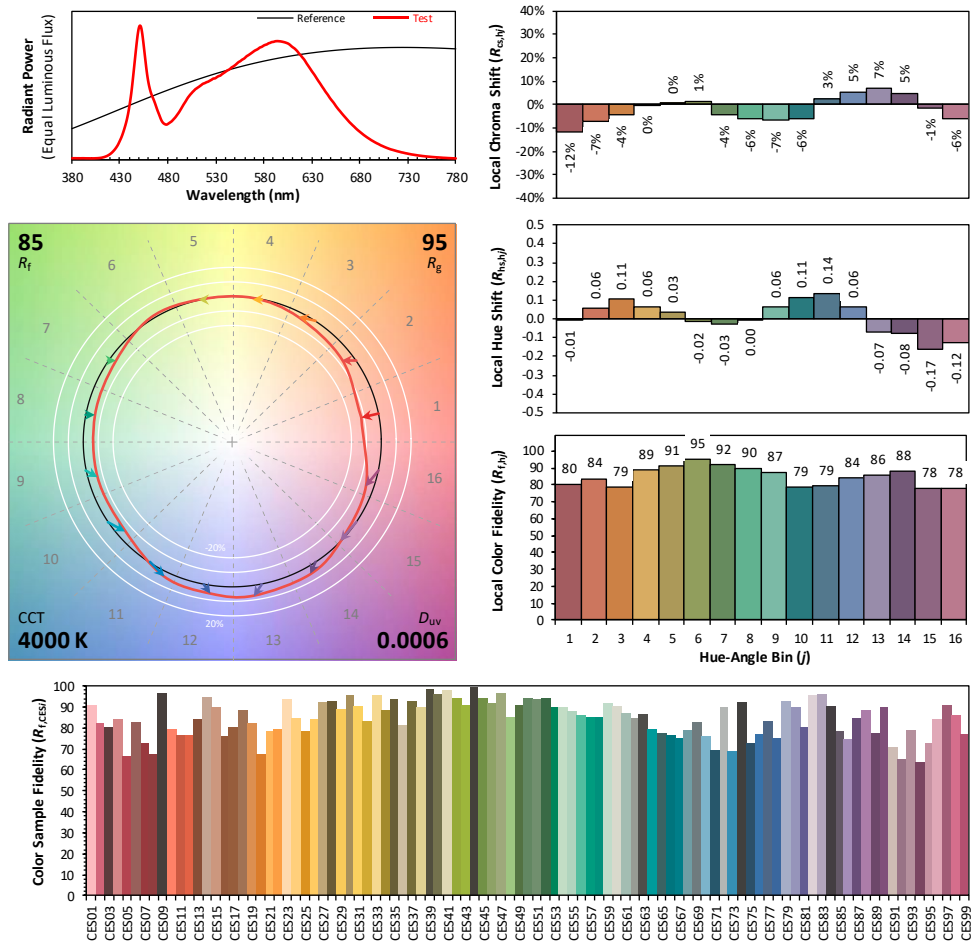 Reference
Test
Radiant Power
(Equal Luminous Flux)
380 430 480 530 580 630 680 730 780
Wavelength (nm)
Local Chroma Shift (Rcs,hj)
40%
30%
20%
10%
0%
-10%
-20%
-30%
-40%
-12% -7% -4% 0% 0% 1% -4% -6% -7% -6% 3% 5% 7% 5% -1% -6%
85
Rf
95
Rg
CCT
4000 K
Duv
0.0006
1
2
3
4
5
6
7
8
9
10
11
12
14
15
16
-20%
20%
Local Hue Shift (Rhs,hj)
0.5
0.4
0.3
0.2
0.1
0.0
-0.1
-0.2
-0.3
-0.4
-0.5
-0.01 0.06 0.11 0.06 0.03 -0.02 -0.03 0.00 0.06 0.11 0.14 0.06 -0.07 -0.08 -0.17 -0.12
Local Color Fidelity (Rf,hj)
100
90
80
70
60
50
40
30
20
10
0
80 84 79 89 91 95 92 90 87 79 79 84 86 88 78 78
1 2 3 4 5 6 7 8 9 10 11 12 13 14 15 16
Hue-Angle Bin (j)
Color Sample Fidelity (Rf,CESi)
100
90
80
70
60
50
40
30
20
10
0
CES01 CES03 CES05 CES07 CES09 CES11 CES13 CES15 CES17 CES19 CES21 CES23 CES25 CES27 CES29 CES31 CES33 CES35 CES37 CES39 CES41 CES43 CES45 CES47 CES49 CES51 CES53 CES55 CES57 CES59 CES61 CES63 CES65 CES67 CES69 CES71 CES73 CES75 CES77 CES79 CES81 CES83 CES85 CES87 CES89 CES91 CES93 CES95 CES97 CES99